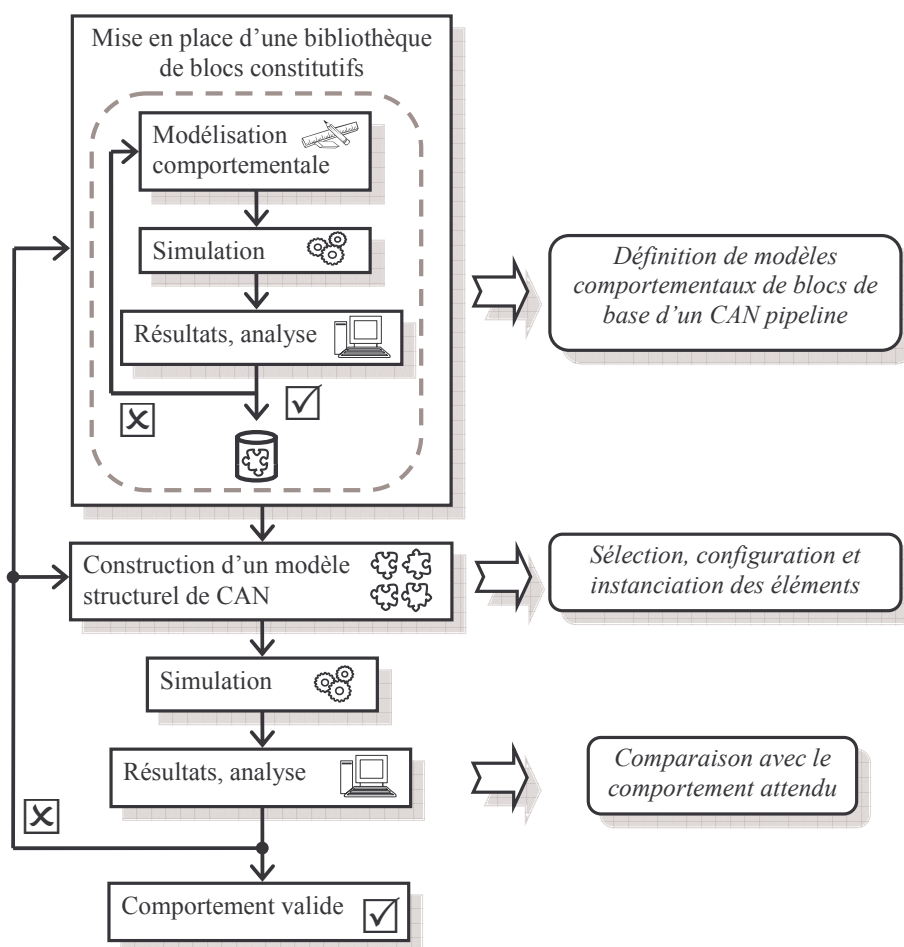 Mise en place d’une bibliothèque
de blocs constitutifs
Modélisation
comportementale
Simulation
Résultats, analyse
Définition de modèles
comportementaux de blocs de
base d’un CAN pipeline
Construction d’un modèle
structurel de CAN
Sélection, configuration et
instanciation des éléments
Simulation
Résultats, analyse
Comparaison avec le
comportement attendu
Comportement valide